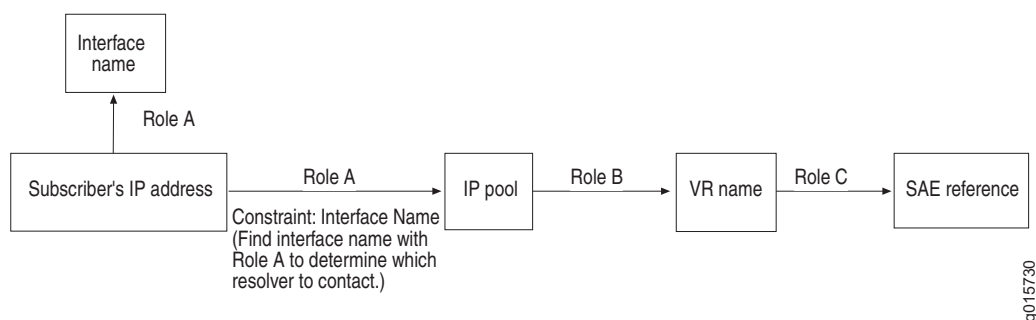 Interface
name
Role A
Subscriber's IP address
Role A
Constraint: Interface Name
(Find interface name with
Role A to determine which
resolver to contact.)
IP pool
Role B
VR name
Role C
SAE reference
g015730